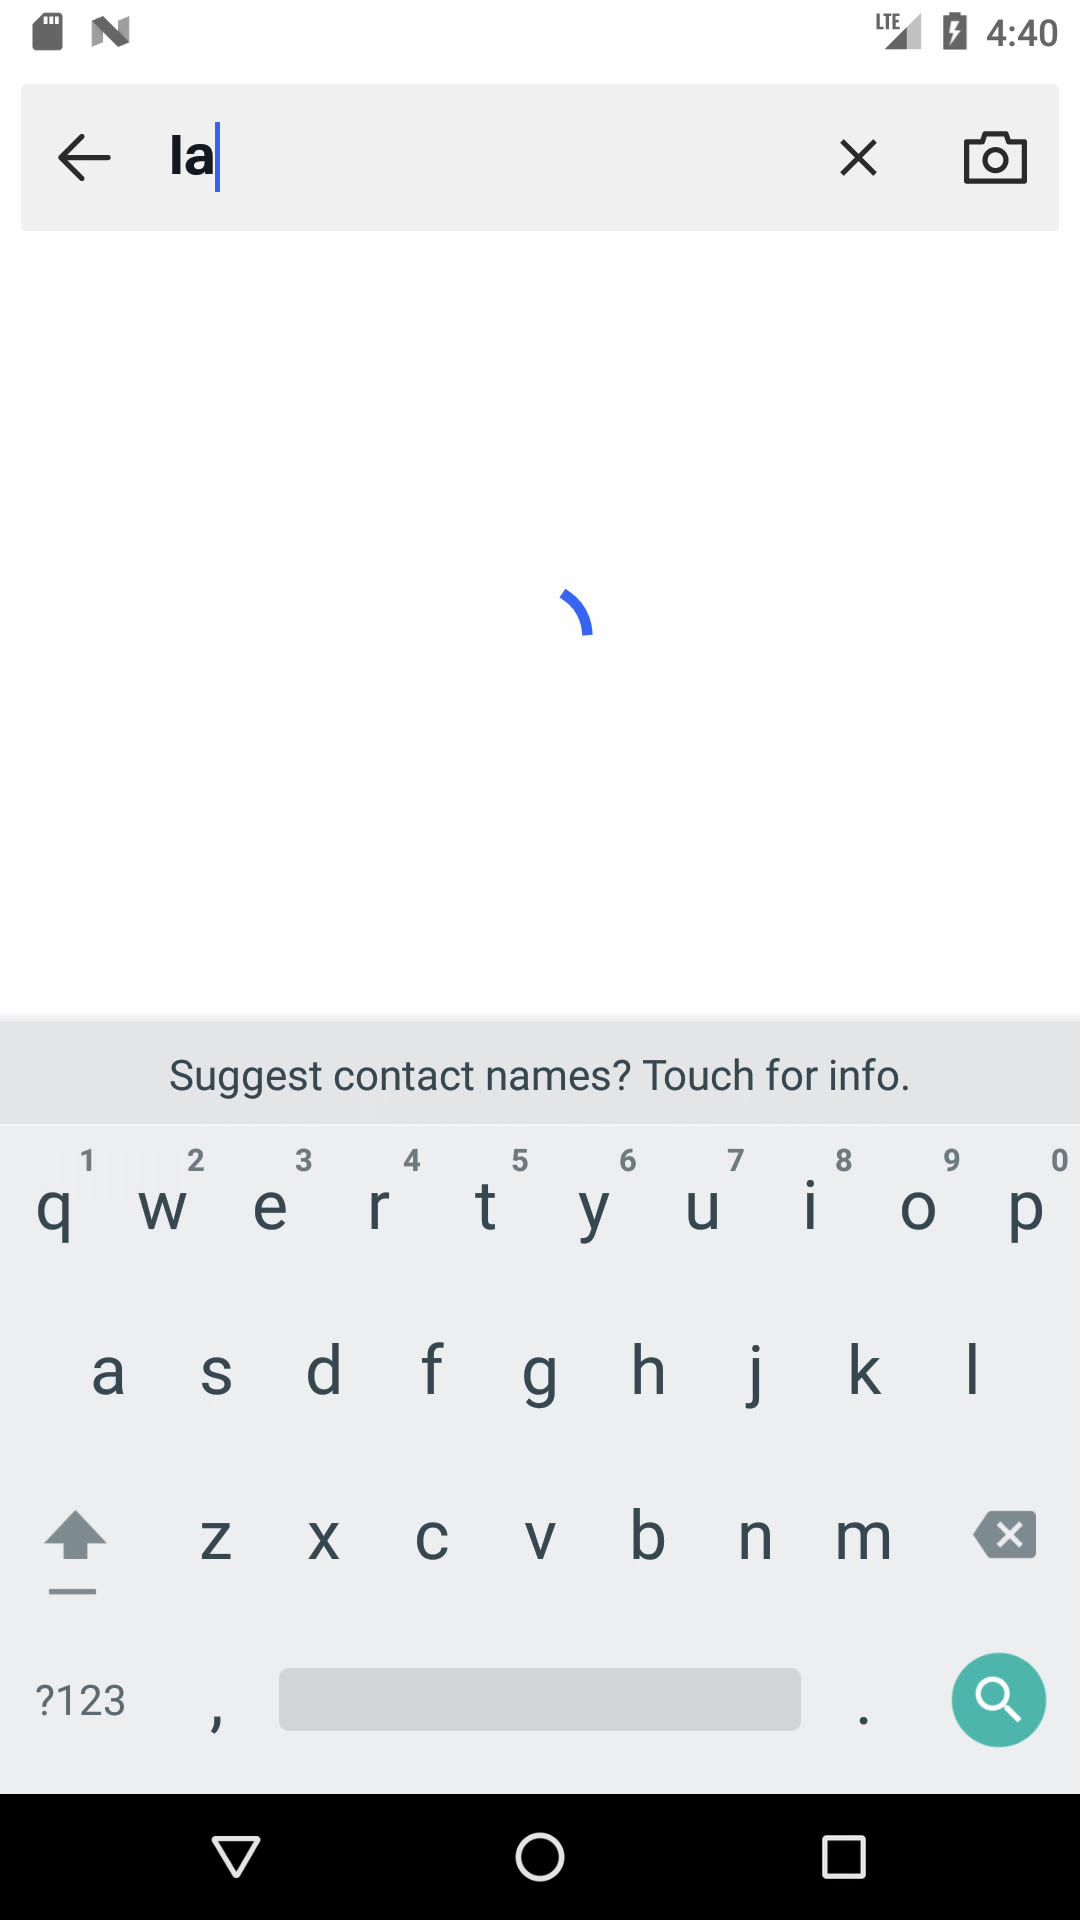 LTE 4:40
la
Suggest contact names? Touch for info.
1 2 3 4 5 6 7 8 9 0
q w e r t y u i o p
a s d f g h j k l
z x c v b n m
?123 , .